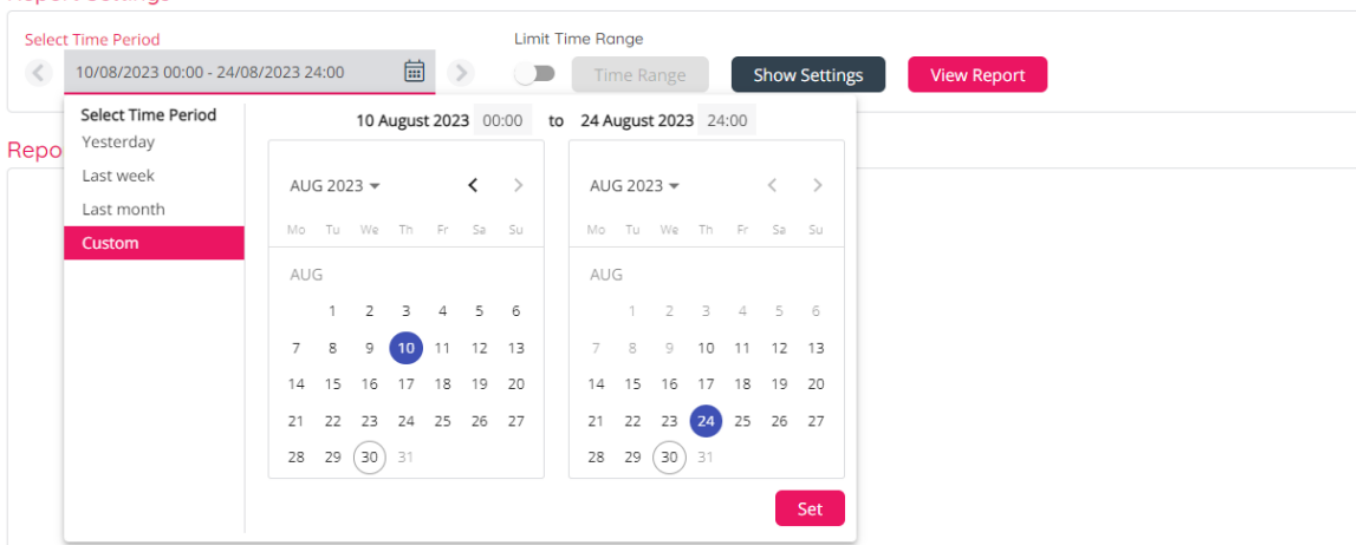 Select Time Period
Limit Time Range
10/08/2023 00:00 - 24/08/2023 24:00
Time Range
Show Settings
View Report
Repo
Select Time Period
Yesterday
Last week
Last month
Custom
10 August 2023 00:00 to 24 August 2023 24:00
AUG 2023
Mo Tu We Th Fr Sa Su
AUG
1 2 3 4 5 6
7 8 9 10 11 12 13
14 15 16 17 18 19 20
21 22 23 24 25 26 27
28 29 30 31
AUG 2023
Mo Tu We Th Fr Sa Su
AUG
1 2 3 4 5 6
7 8 9 10 11 12 13
14 15 16 17 18 19 20
21 22 23 24 25 26 27
28 29 30 31
Set